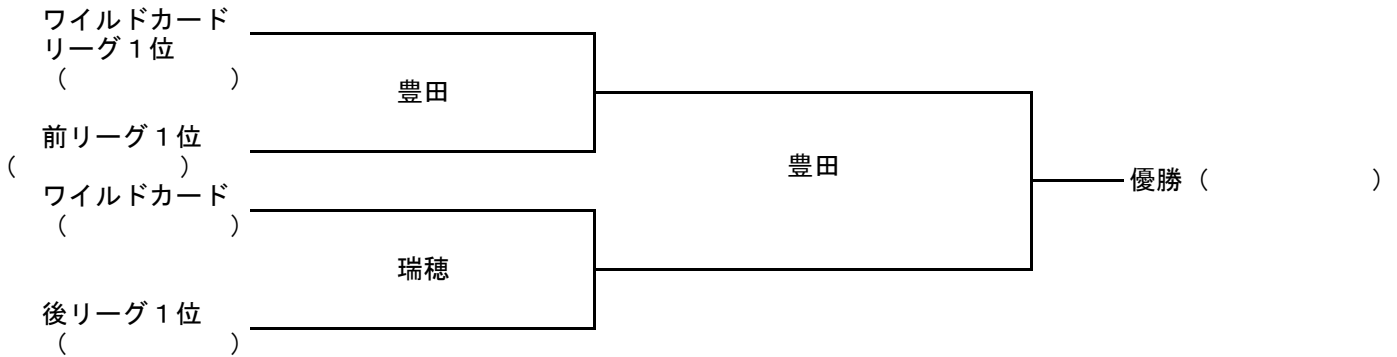 ワイルドカード
リーグ１位
（　　　　　　）
豊田
前リーグ１位
（　　　　　　）
豊田
優勝（　　　　　　）
ワイルドカード
（　　　　　　）
瑞穂
後リーグ１位
（　　　　　　）